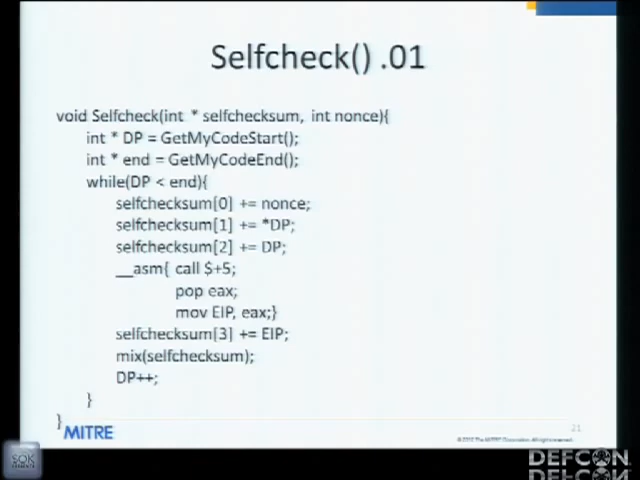 Selfcheck() .01
void Selfcheck(int * selfchecksum, int nonce){
int * DP = GetMyCodeStart();
int * end = GetMyCodeEnd();
while(DP < end){
selfchecksum[0] += nonce;
selfchecksum[1] += *DP;
selfchecksum[2] += DP;
__asm{ call $+5;
pop eax;
mov EIP, eax;}
selfchecksum[3] += EIP;
mix(selfchecksum);
DP++;
}
}
MITRE
21
DEFCON